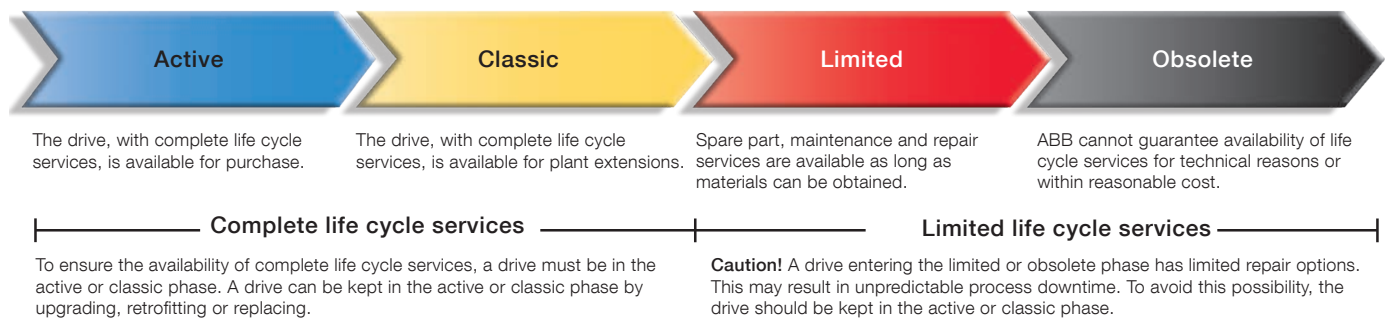 Active
Classic
Limited
Obsolete
The drive, with complete life cycle
services, is available for purchase.
The drive, with complete life cycle
services, is available for plant extensions.
Spare part, maintenance and repair
services are available as long as
materials can be obtained.
ABB cannot guarantee availability of life
cycle services for technical reasons or
within reasonable cost.
Complete life cycle services
Limited life cycle services
To ensure the availability of complete life cycle services, a drive must be in the
active or classic phase. A drive can be kept in the active or classic phase by
upgrading, retrofitting or replacing.
Caution! A drive entering the limited or obsolete phase has limited repair options.
This may result in unpredictable process downtime. To avoid this possibility, the
drive should be kept in the active or classic phase.